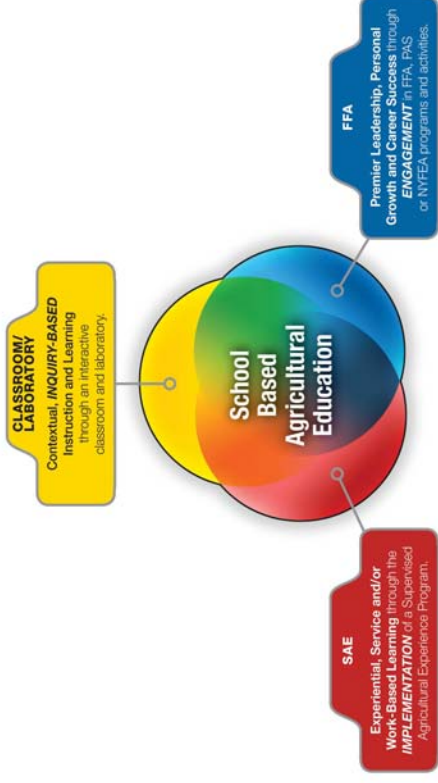 CLASSROOM/
LABORATORY
Contextual, INQUIRY-BASED
Instruction and Learning
through an interactive
classroom and laboratory.
School
Based
Agricultural
Education
SAE
Experiential, Service and/or
Work-Based Learning through the
IMPLEMENTATION of a Supervised
Agricultural Experience Program.
FFA
Premier Leadership, Personal
Growth and Career Success through
ENGAGEMENT in FFA, PAS
or NYFEA programs and activities.